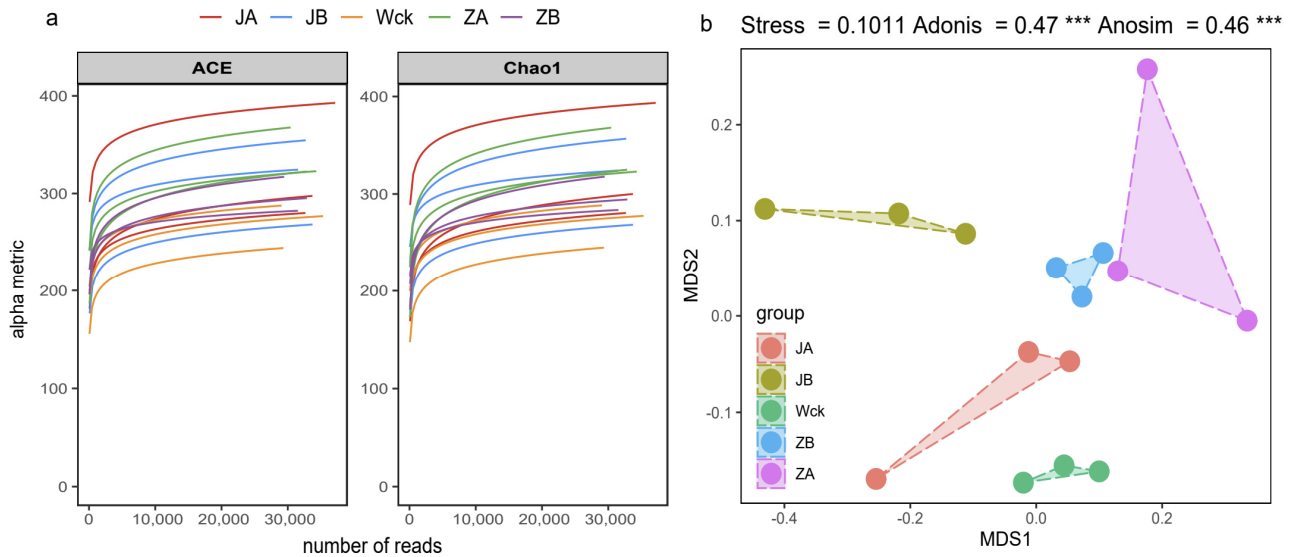 a
JA JB Wck ZA ZB
ACE
Chao1
alpha metric
400
300
200
100
0
400
300
200
100
0
0 10,000 20,000 30,000
0 10,000 20,000 30,000
number of reads
b
Stress = 0.1011 Adonis = 0.47 *** Anosim = 0.46 ***
MDS2
0.2
0.1
0.0
-0.1
group
JA
JB
Wck
ZB
ZA
-0.4 -0.2 0.0 0.2
MDS1